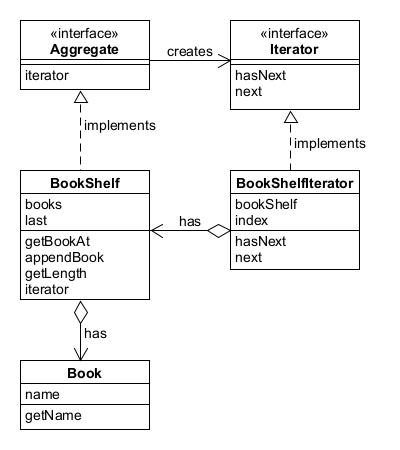 «interface»
Aggregate
iterator
creates
«interface»
Iterator
hasNext
next
implements
implements
BookShelf
books
last
getBookAt
appendBook
getLength
iterator
has
BookShelfIterator
bookShelf
index
hasNext
next
has
Book
name
getName